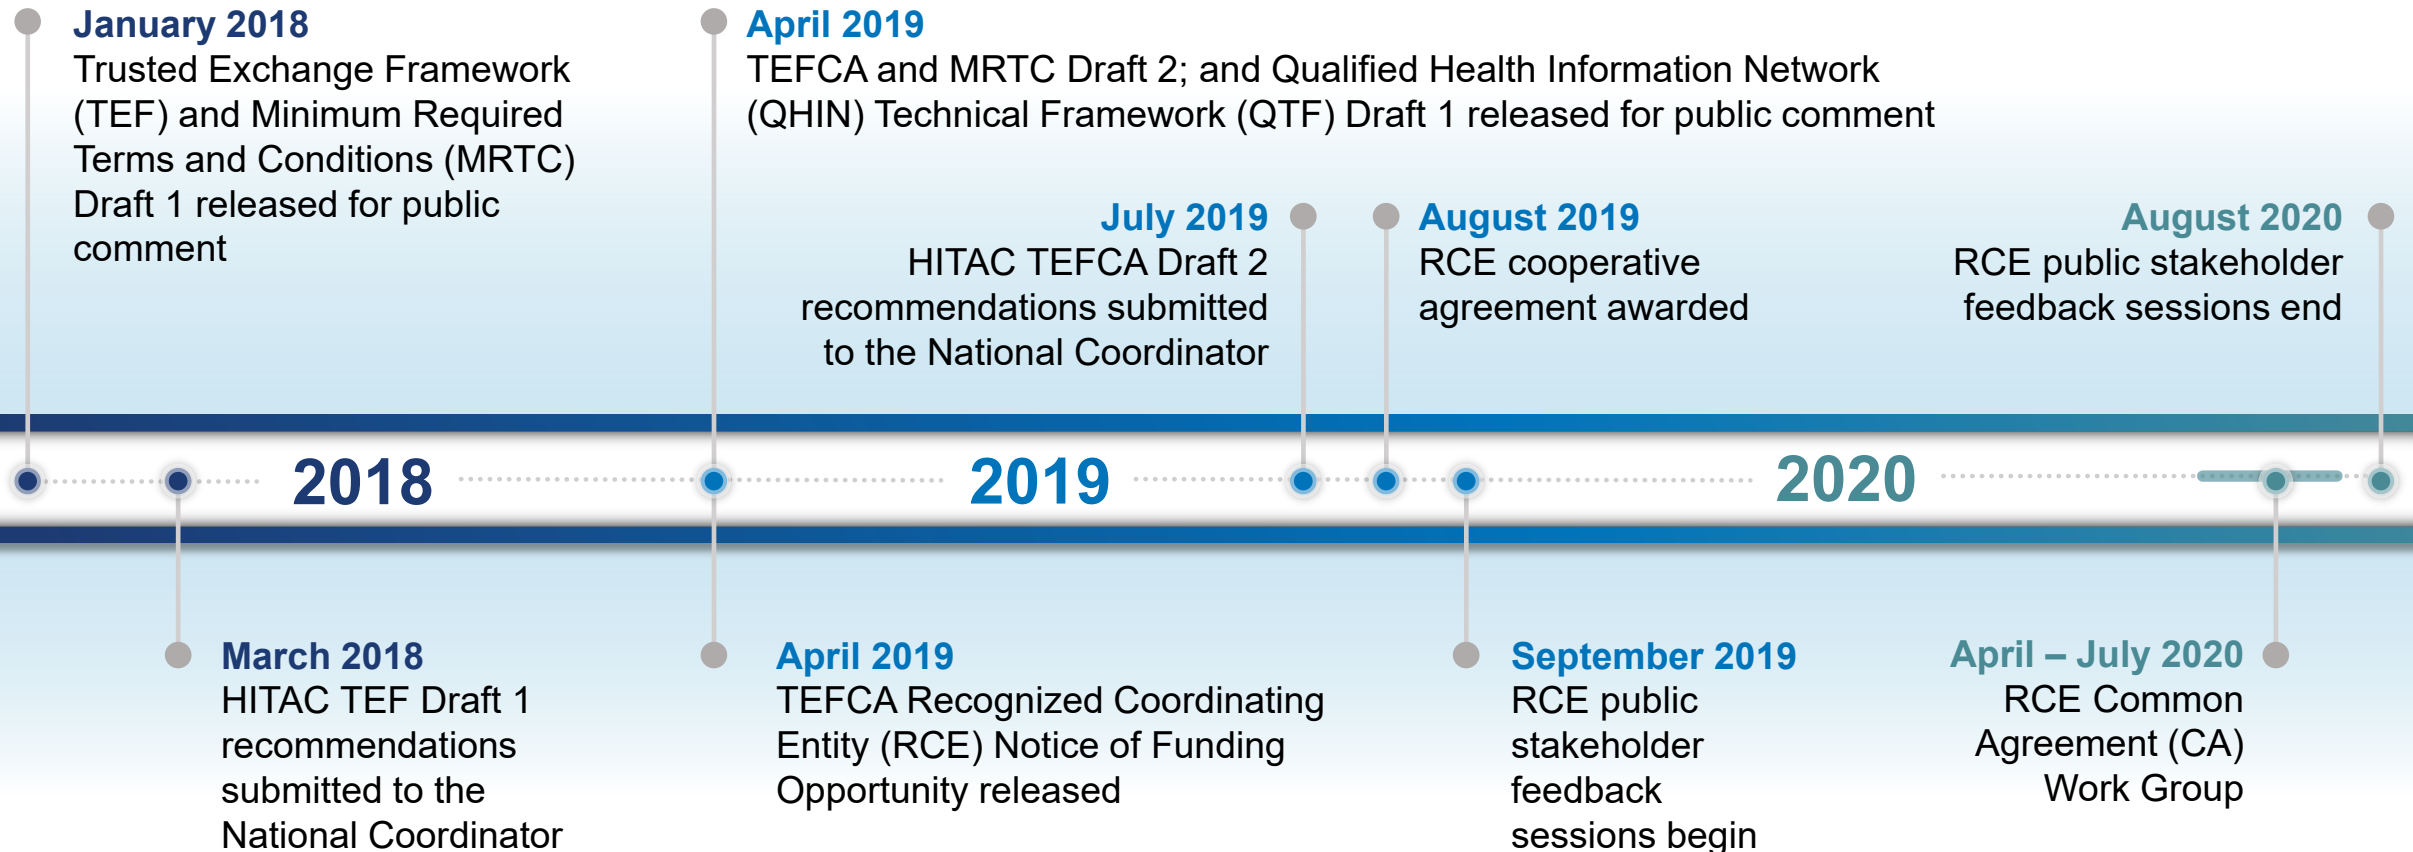 January 2018
Trusted Exchange Framework
(TEF) and Minimum Required
Terms and Conditions (MRTC)
Draft 1 released for public
comment
April 2019
TEFCA and MRTC Draft 2; and Qualified Health Information Network
(QHIN) Technical Framework (QTF) Draft 1 released for public comment
July 2019
HITAC TEFCA Draft 2
recommendations submitted
to the National Coordinator
August 2019
RCE cooperative
agreement awarded
August 2020
RCE public stakeholder
feedback sessions end
2018
2019
2020
March 2018
HITAC TEF Draft 1
recommendations
submitted to the
National Coordinator
April 2019
TEFCA Recognized Coordinating
Entity (RCE) Notice of Funding
Opportunity released
September 2019
RCE public
stakeholder
feedback
sessions begin
April – July 2020
RCE Common
Agreement (CA)
Work Group